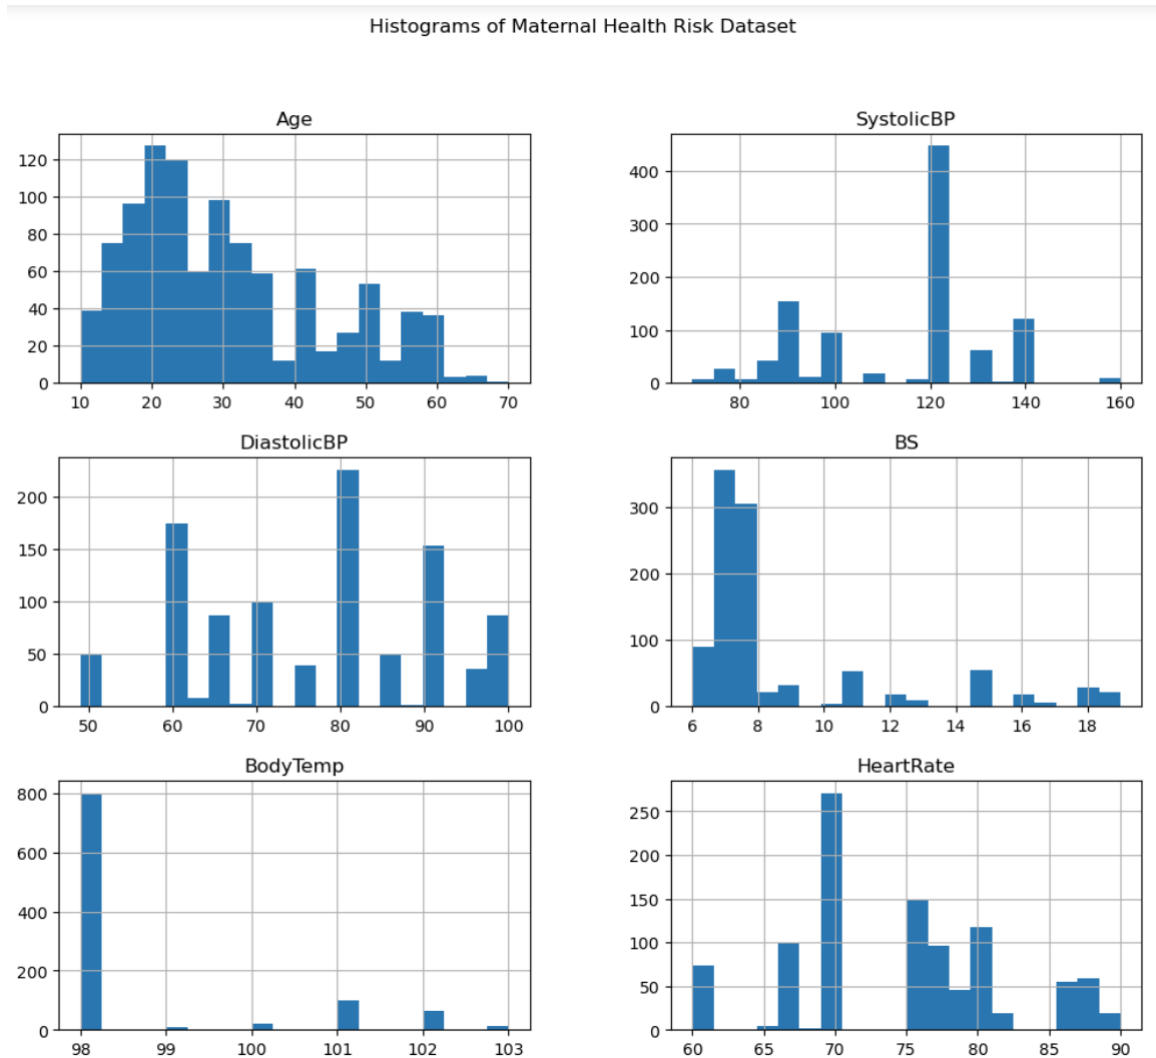 Histograms of Maternal Health Risk Dataset
Age
120
100
80
60
40
20
0
10 20 30 40 50 60 70
SystolicBP
400
300
200
100
0
80 100 120 140 160
DiastolicBP
200
150
100
50
0
50 60 70 80 90 100
BS
300
200
100
0
6 8 10 12 14 16 18
BodyTemp
800
600
400
200
0
98 99 100 101 102 103
HeartRate
250
200
150
100
50
0
60 65 70 75 80 85 90